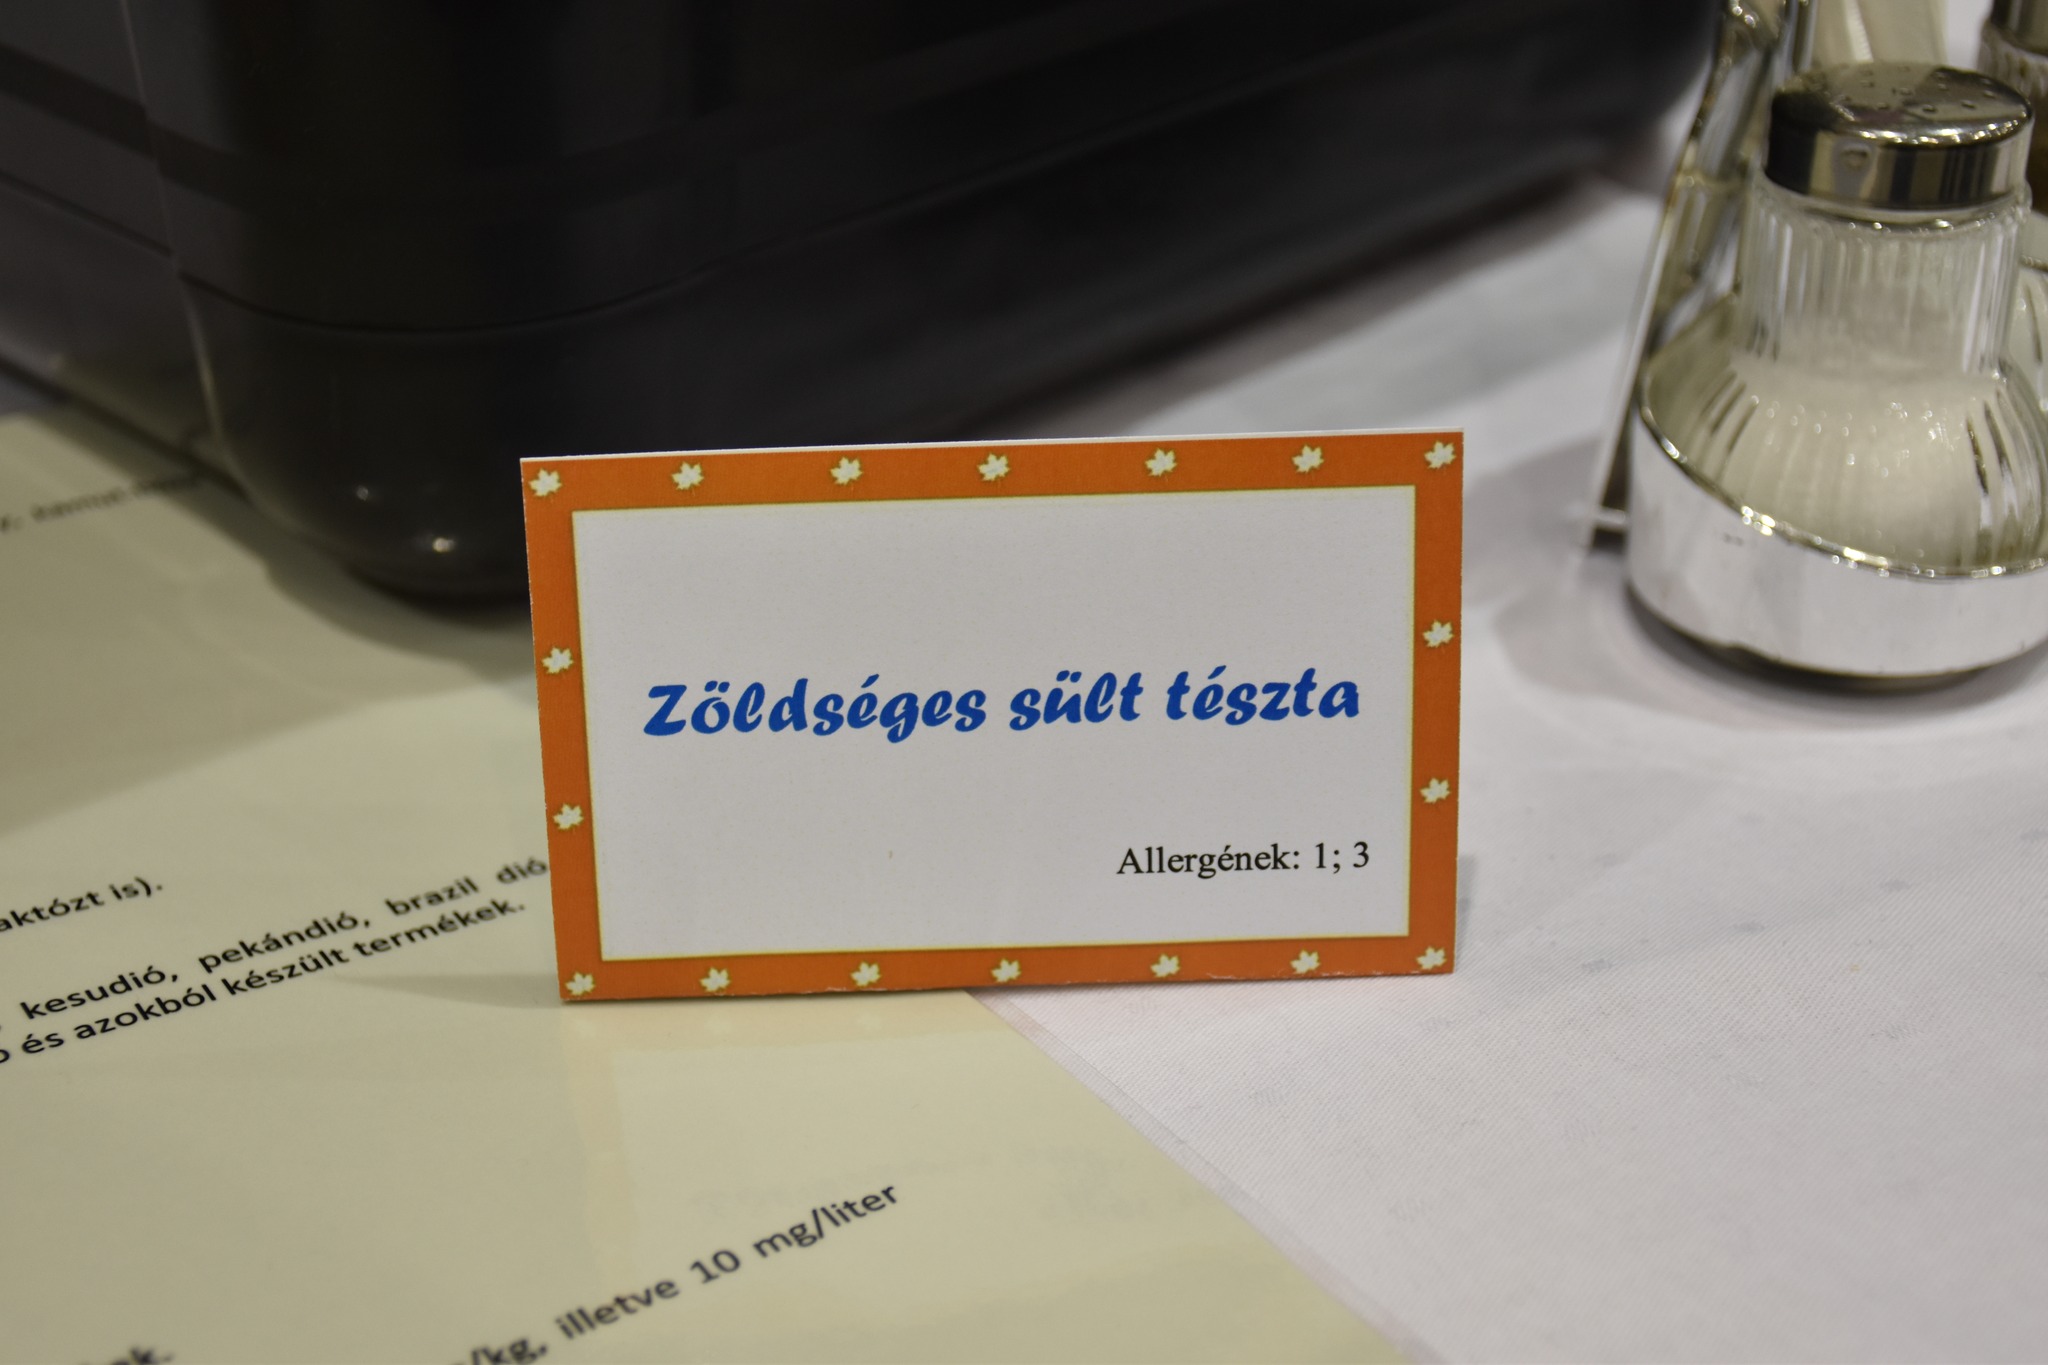 Zöldséges sült tészta
Allergének: 1; 3
aktózt is).
kesudió, pekándió, brazil dió
és azokból készült termékek.
illetve 10 mg/liter